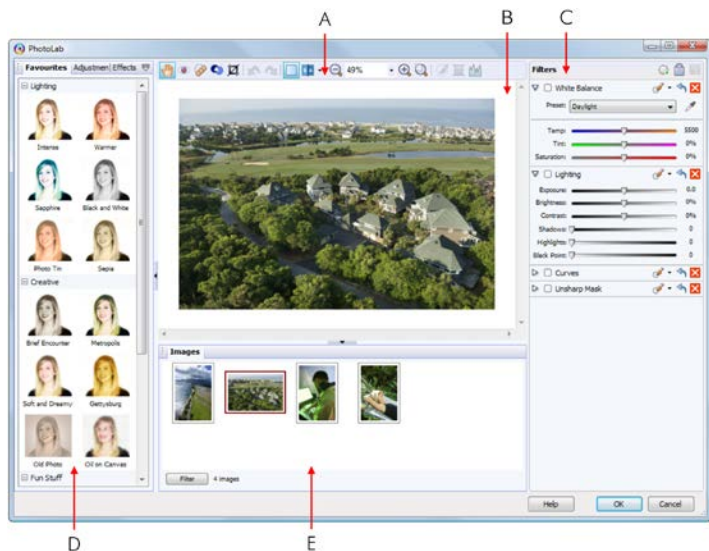 A
B
C
PhotoLab
Favourites Adjustmen Effects
49%
Filters
Lighting
Intense
Warmer
Sapphire
Black and White
Photo Tin
Sepia
Creative
Brief Encounter
Metropolis
Soft and Dreamy
Gettysburg
Old Photo
Oil on Canvas
Fun Stuff
White Balance
Preset: Daylight
Temp: 5500
Tint: 0%
Saturation: 0%
Lighting
Exposure: 0.0
Brightness: 0%
Contrast: 0%
Shadows: 0
Highlights: 0
Black Point: 0
Curves
Unsharp Mask
Images
Filter 4 images
Help OK Cancel
D
E